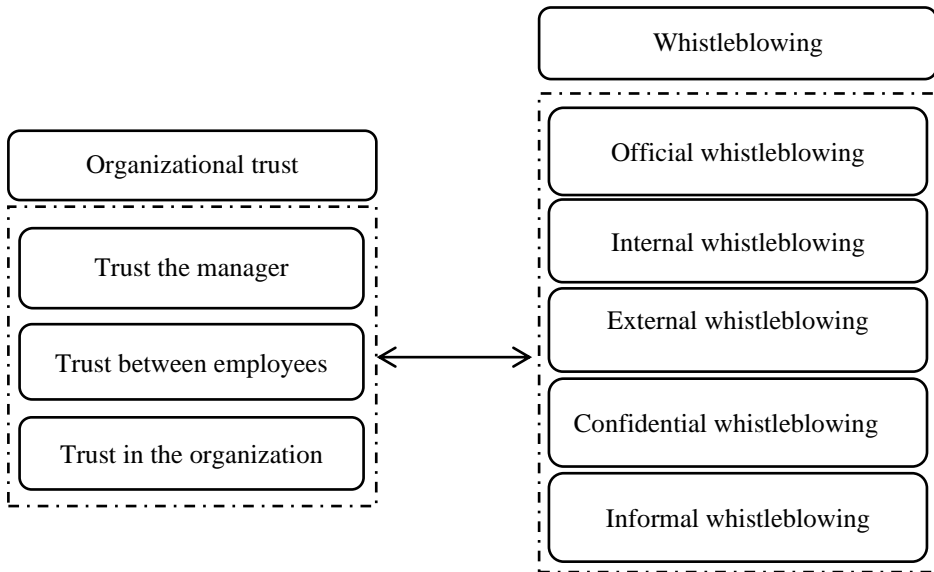 Organizational trust
Trust the manager
Trust between employees
Trust in the organization
Whistleblowing
Official whistleblowing
Internal whistleblowing
External whistleblowing
Confidential whistleblowing
Informal whistleblowing